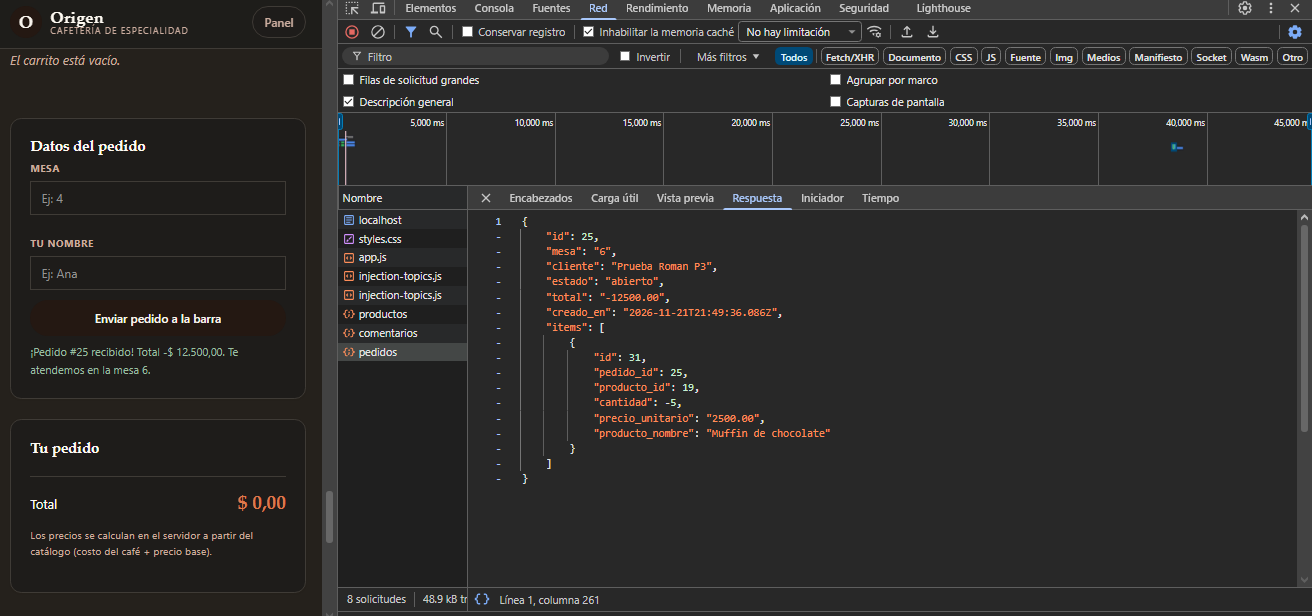 O
Origen
CAFETERÍA DE ESPECIALIDAD
Panel
El carrito está vacío.
Datos del pedido
MESA
Ej: 4
TU NOMBRE
Ej: Ana
Enviar pedido a la barra
¡Pedido #25 recibido! Total -$ 12.500,00. Te
atendemos en la mesa 6.
Tu pedido
Total $ 0,00
Los precios se calculan en el servidor a partir del
catálogo (costo del café + precio base).
Elementos Consola Fuentes Red Rendimiento Memoria Aplicación Seguridad Lighthouse
Conservar registro Inhabilitar la memoria caché No hay limitación
Filtro Invertir Más filtros Todos Fetch/XHR Documento CSS JS Fuente Img Medios Manifiesto Socket Wasm Otro
Filas de solicitud grandes Agrupar por marco
Descripción general Capturas de pantalla
5,000 ms 10,000 ms 15,000 ms 20,000 ms 25,000 ms 30,000 ms 35,000 ms 40,000 ms 45,000
Nombre
localhost
styles.css
app.js
injection-topics.js
injection-topics.js
productos
comentarios
pedidos
Encabezados Carga útil Vista previa Respuesta Iniciador Tiempo
1 {
- "id": 25,
- "mesa": "6",
- "cliente": "Prueba Roman P3",
- "estado": "abierto",
- "total": "-12500.00",
- "creado_en": "2026-11-21T21:49:36.086Z",
- "items": [
- {
- "id": 31,
- "pedido_id": 25,
- "producto_id": 19,
- "cantidad": -5,
- "precio_unitario": "2500.00",
- "producto_nombre": "Muffin de chocolate"
- }
- ]
- }
8 solicitudes 48.9 kB tr {} Línea 1, columna 261